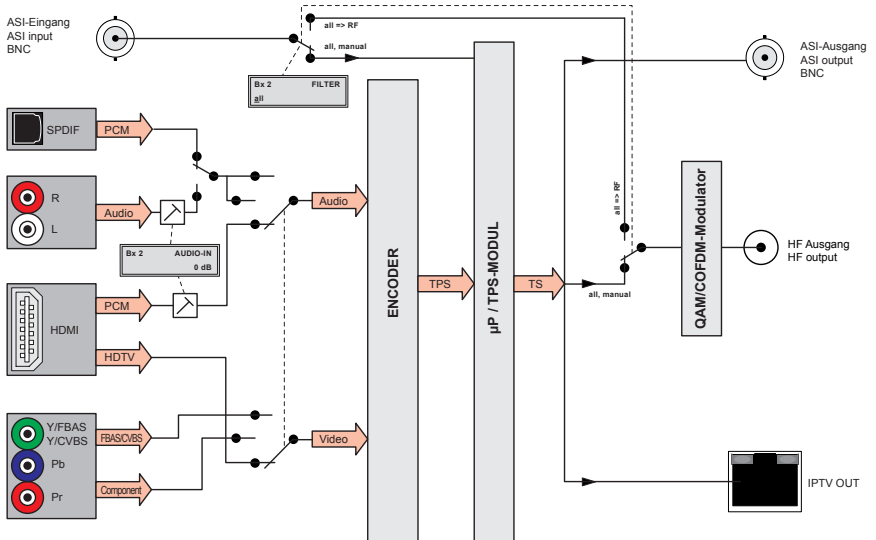 ASI-Eingang
ASI input
BNC
all => RF
all, manual
Bx 2 FILTER
all
ASI-Ausgang
ASI output
BNC
SPDIF
PCM
R
L
Audio
Bx 2 AUDIO-IN
0 dB
Audio
HDMI
PCM
HDTV
Y/FBAS
Y/CVBS
Pb
Pr
FBAS/CVBS
Component
Video
ENCODER
TPS
µP / TPS-MODUL
TS
all => RF
all, manual
QAM/COFDM-Modulator
HF Ausgang
HF output
IPTV OUT